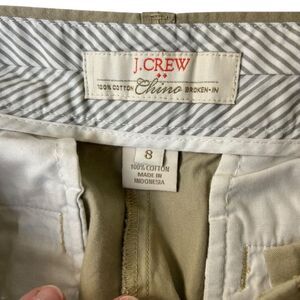 J.CREW
100% COTTON Chino BROKEN-IN
8
100% COTTON
MADE IN
INDONESIA